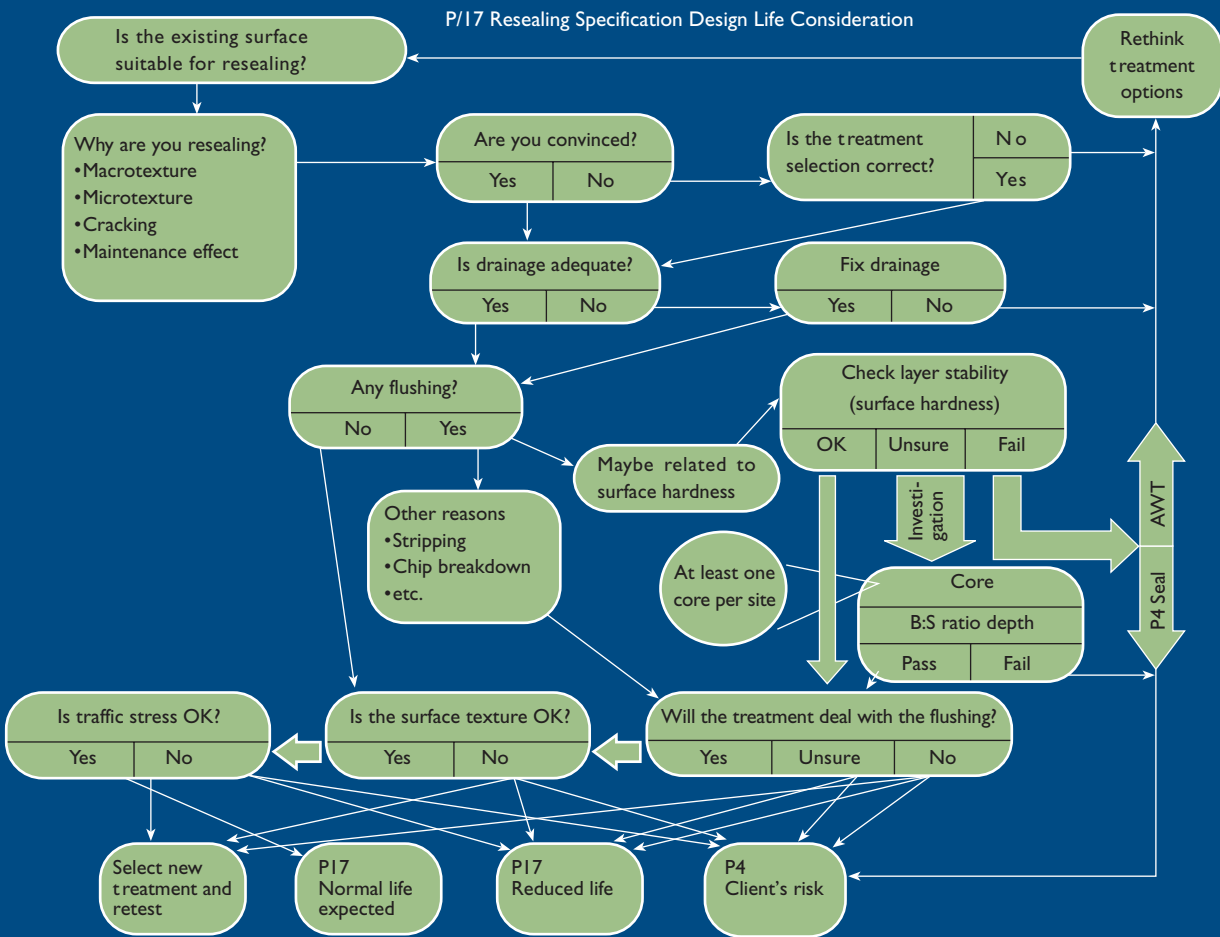 P/17 Resealing Specification Design Life Consideration
Is the existing surface
suitable for resealing?
Rethink
treatment
options
Why are you resealing?
•Macrotexture
•Microtexture
•Cracking
•Maintenance effect
Are you convinced?
Yes
No
Is the treatment
selection correct?
No
Yes
Is drainage adequate?
Yes
No
Fix drainage
Yes
No
Any flushing?
No
Yes
Check layer stability
(surface hardness)
OK
Unsure
Fail
Maybe related to
surface hardness
Other reasons
•Stripping
•Chip breakdown
•etc.
Investi-
gation
AWT
P4 Seal
At least one
core per site
Core
B:S ratio depth
Pass
Fail
Is traffic stress OK?
Yes
No
Is the surface texture OK?
Yes
No
Will the treatment deal with the flushing?
Yes
Unsure
No
Select new
treatment and
retest
P17
Normal life
expected
P17
Reduced life
P4
Client's risk